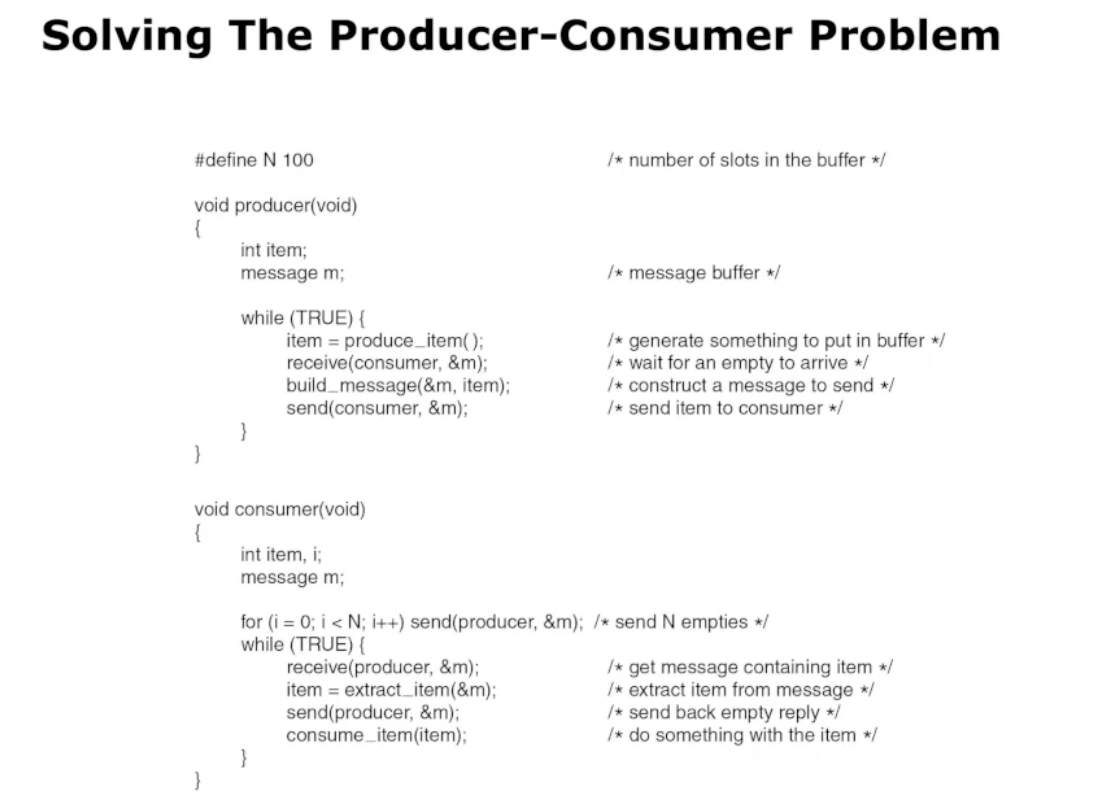 Solving The Producer-Consumer Problem
#define N 100 /* number of slots in the buffer */
void producer(void)
{
int item;
message m; /* message buffer */
while (TRUE) {
item = produce_item( ); /* generate something to put in buffer */
receive(consumer, &m); /* wait for an empty to arrive */
build_message(&m, item); /* construct a message to send */
send(consumer, &m); /* send item to consumer */
}
}
void consumer(void)
{
int item, i;
message m;
for (i = 0; i < N; i++) send(producer, &m); /* send N empties */
while (TRUE) {
receive(producer, &m); /* get message containing item */
item = extract_item(&m); /* extract item from message */
send(producer, &m); /* send back empty reply */
consume_item(item); /* do something with the item */
}
}